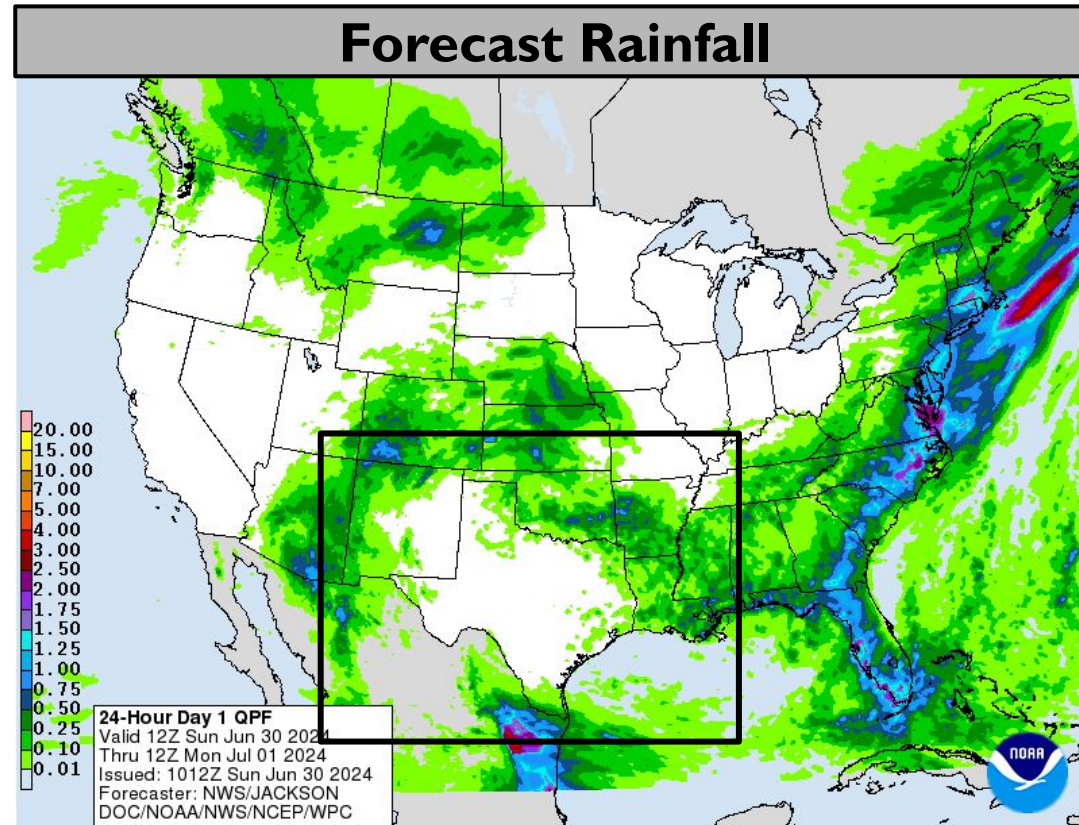 Forecast Rainfall
20.00
15.00
10.00
7.00
5.00
4.00
3.00
2.50
2.00
1.75
1.50
1.25
1.00
0.75
0.50
0.25
0.10
0.01
24-Hour Day 1 QPF
Valid 12Z Sun Jun 30 2024
Thru 12Z Mon Jul 01 2024
Issued: 1012Z Sun Jun 30 2024
Forecaster: NWS/JACKSON
DOC/NOAA/NWS/NCEP/WPC
NOAA